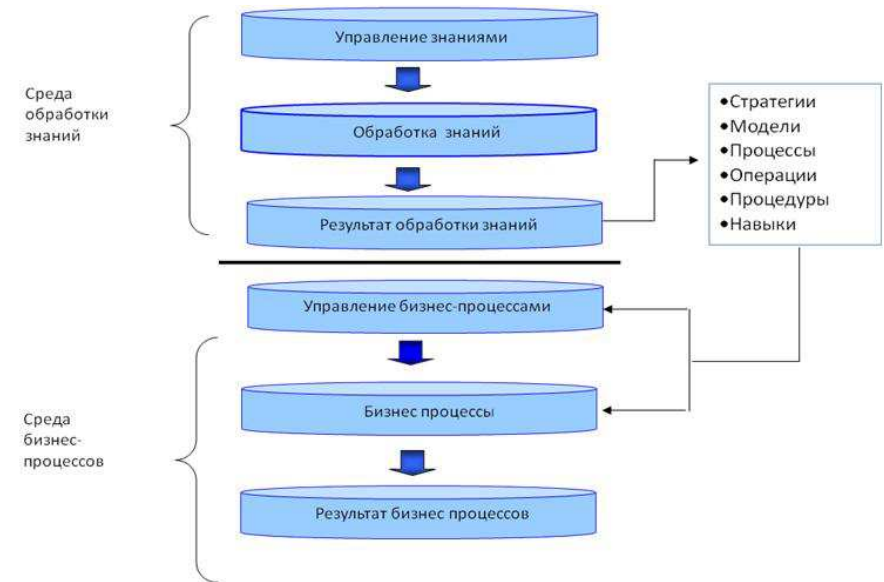 Среда
обработки
знаний
Управление знаниями
Обработка знаний
Результат обработки знаний
•Стратегии
•Модели
•Процессы
•Операции
•Процедуры
•Навыки
Среда
бизнес-
процессов
Управление бизнес-процессами
Бизнес процессы
Результат бизнес процессов